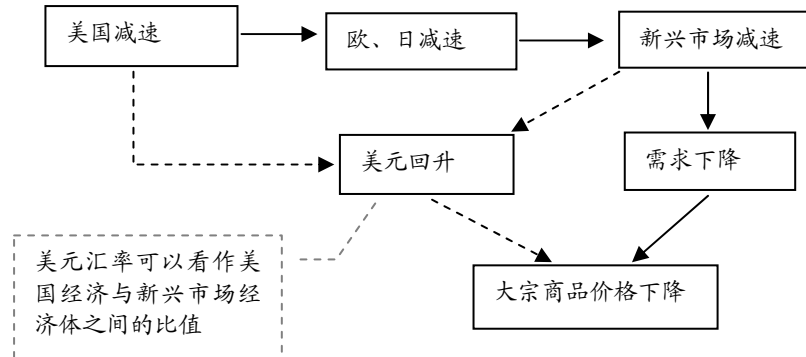 美国减速
欧、日减速
新兴市场减速
美元回升
需求下降
美元汇率可以看作美
国经济与新兴市场经
济体之间的比值
大宗商品价格下降